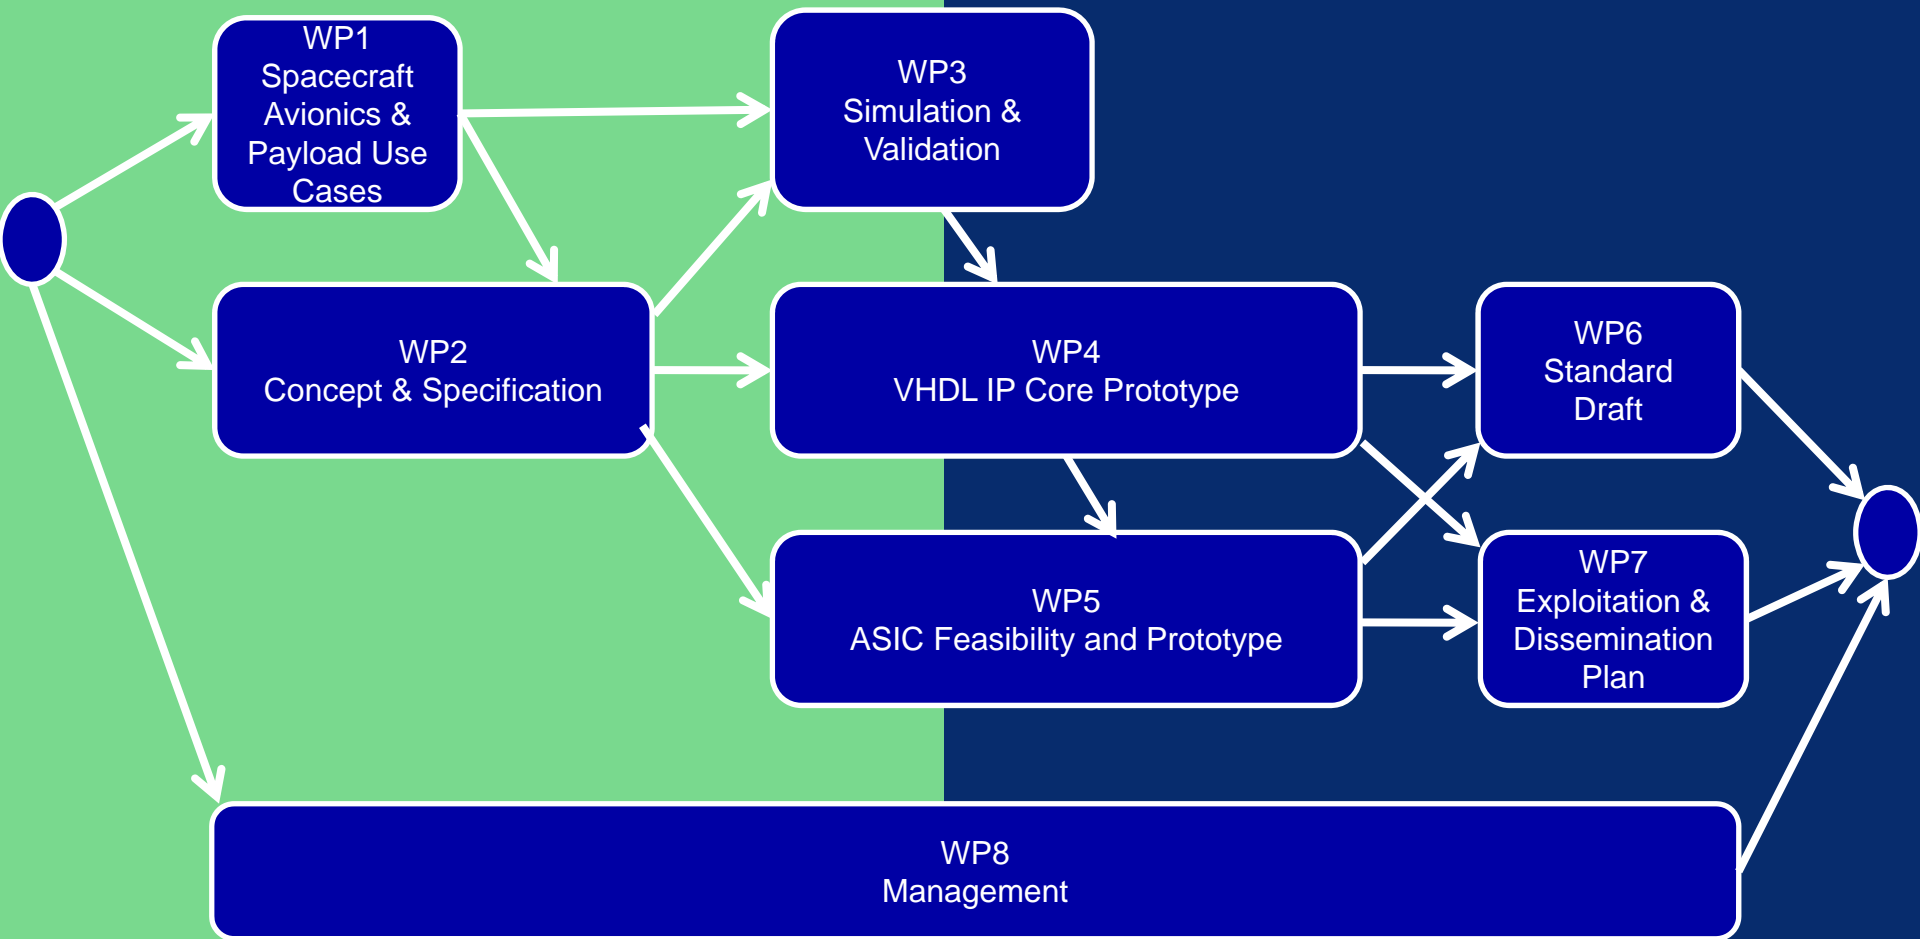 WP1
Spacecraft
Avionics &
Payload Use
Cases
WP3
Simulation &
Validation
WP2
Concept & Specification
WP4
VHDL IP Core Prototype
WP6
Standard
Draft
WP5
ASIC Feasibility and Prototype
WP7
Exploitation &
Dissemination
Plan
WP8
Management